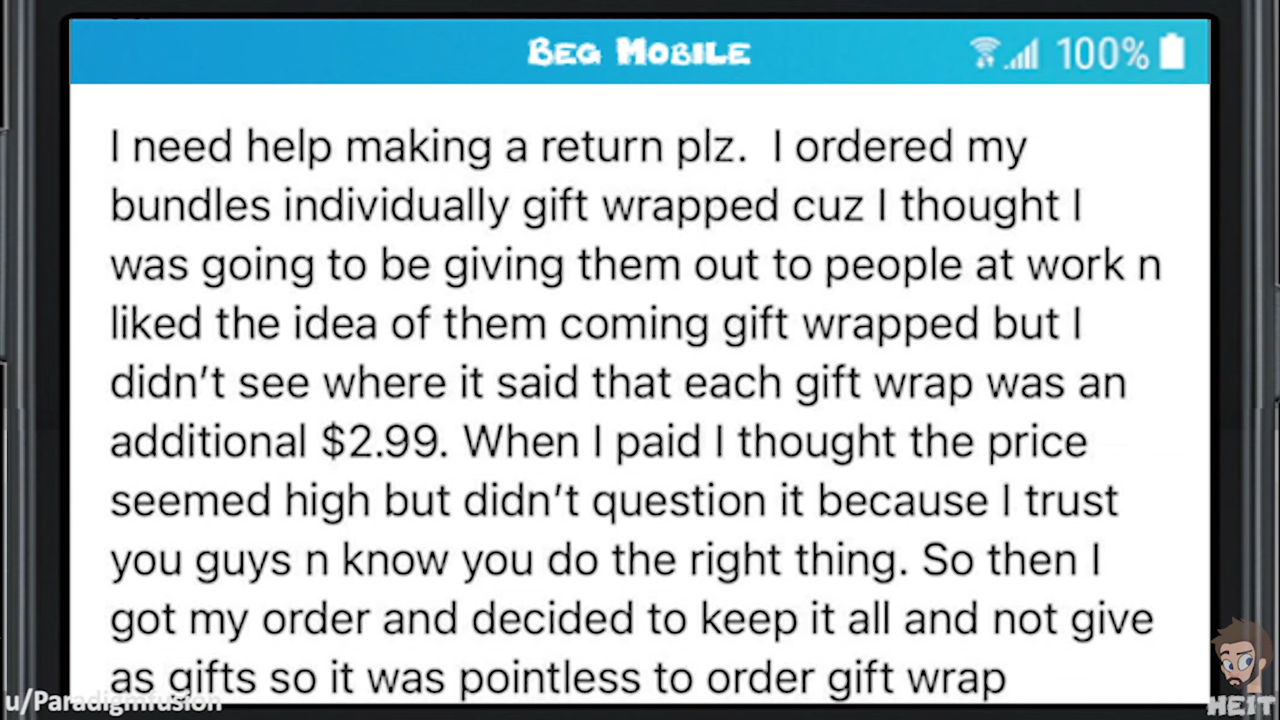 BEG MOBILE
100%
I need help making a return plz.  I ordered my
bundles individually gift wrapped cuz I thought I
was going to be giving them out to people at work n
liked the idea of them coming gift wrapped but I
didn’t see where it said that each gift wrap was an
additional $2.99. When I paid I thought the price
seemed high but didn’t question it because I trust
you guys n know you do the right thing. So then I
got my order and decided to keep it all and not give
as gifts so it was pointless to order gift wrap
u/Paradigmfusion
HEIT